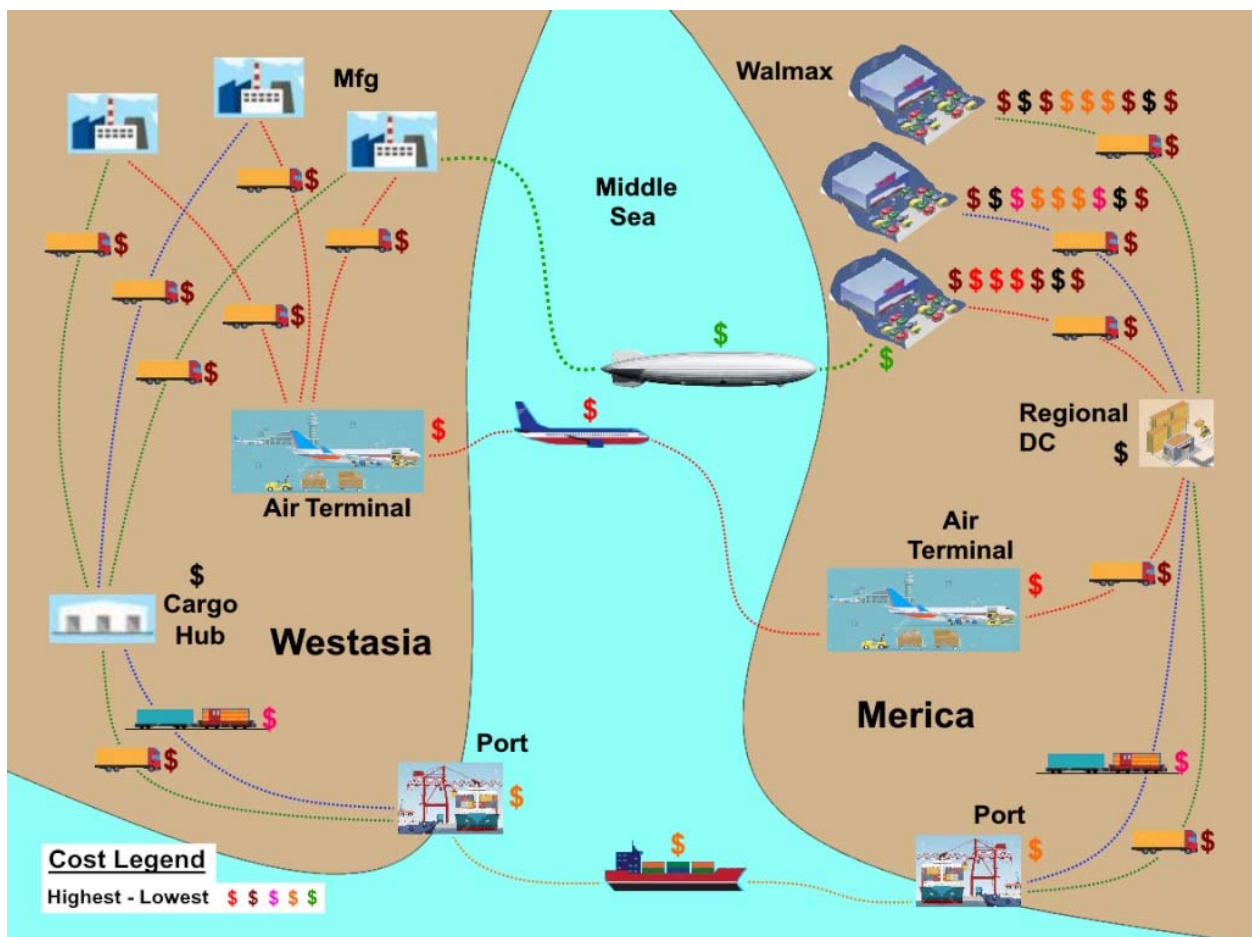 Mfg
Walmax
$ $ $ $ $ $ $ $ $
$
$
Middle
Sea
$ $ $ $ $ $ $ $ $
$
$
$
$ $ $ $ $ $ $
$
$
$
$
$
$
$
$
Regional
DC
$
Air Terminal
Air
Terminal
$
$
$
Cargo
Hub
Westasia
Merica
$
$
Port
$
$
$
Port
$
$
$
Cost Legend
Highest - Lowest $ $ $ $ $